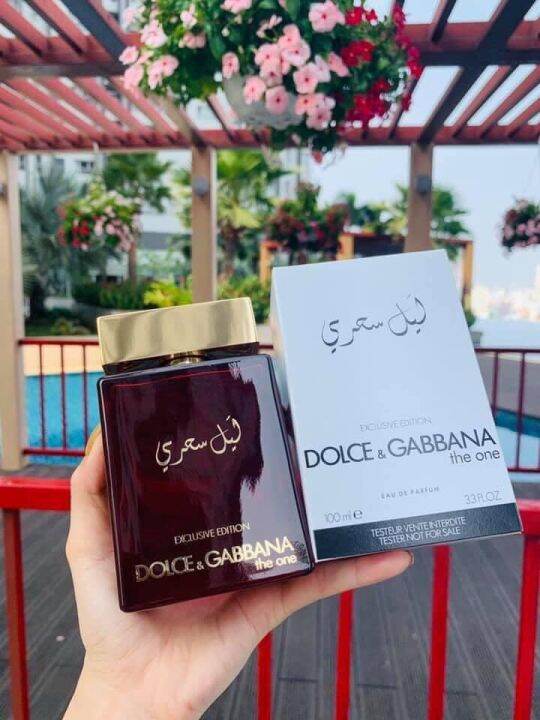 ليل سحري
EXCLUSIVE EDITION
DOLCE & GABBANA
the one
ليل سحري
EXCLUSIVE EDITION
DOLCE & GABBANA
the one
EAU DE PARFUM
100 ml e 3.3 FL.OZ.
TESTEUR VENTE INTERDITE
TESTER NOT FOR SALE